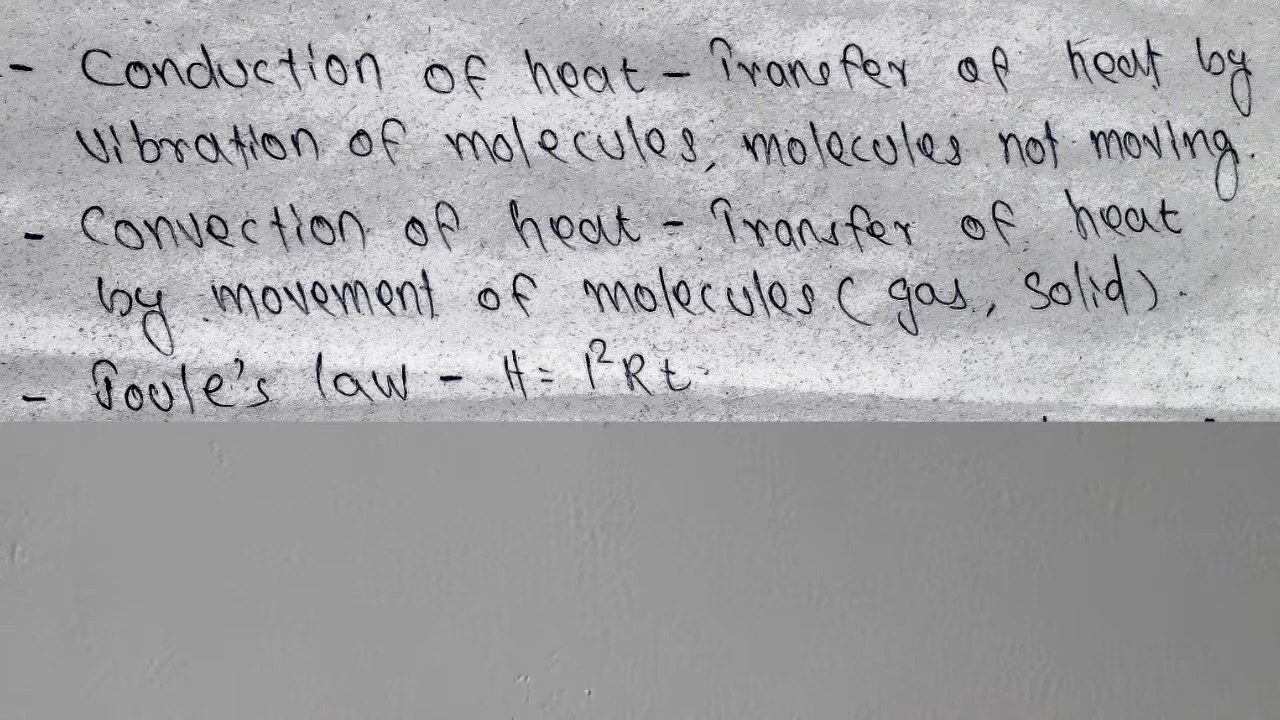 - Conduction of heat - Transfer of heat by
vibration of molecules, molecules not moving.
- Convection of heat - Transfer of heat
by movement of molecules (gas, solid).
- Joule's law - H = I²Rt